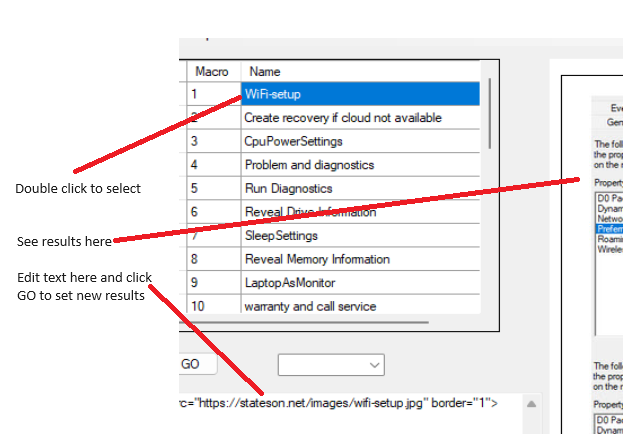 Macro Name
1 WiFi-setup
2 Create recovery if cloud not available
3 CpuPowerSettings
4 Problem and diagnostics
5 Run Diagnostics
6 Reveal Drive Information
7 SleepSettings
8 Reveal Memory Information
9 LaptopAsMonitor
10 warranty and call service
Double click to select
See results here
Edit text here and click
GO to set new results
GO
rc="https://stateson.net/images/wifi-setup.jpg" border="1">
Eve
Gen
The foll
the prop
on the r
Property
D0 Pac
Dynam
Netwo
Prefern
Roamin
Wirele
The foll
the prop
on the r
Property
D0 Pac
Dynam